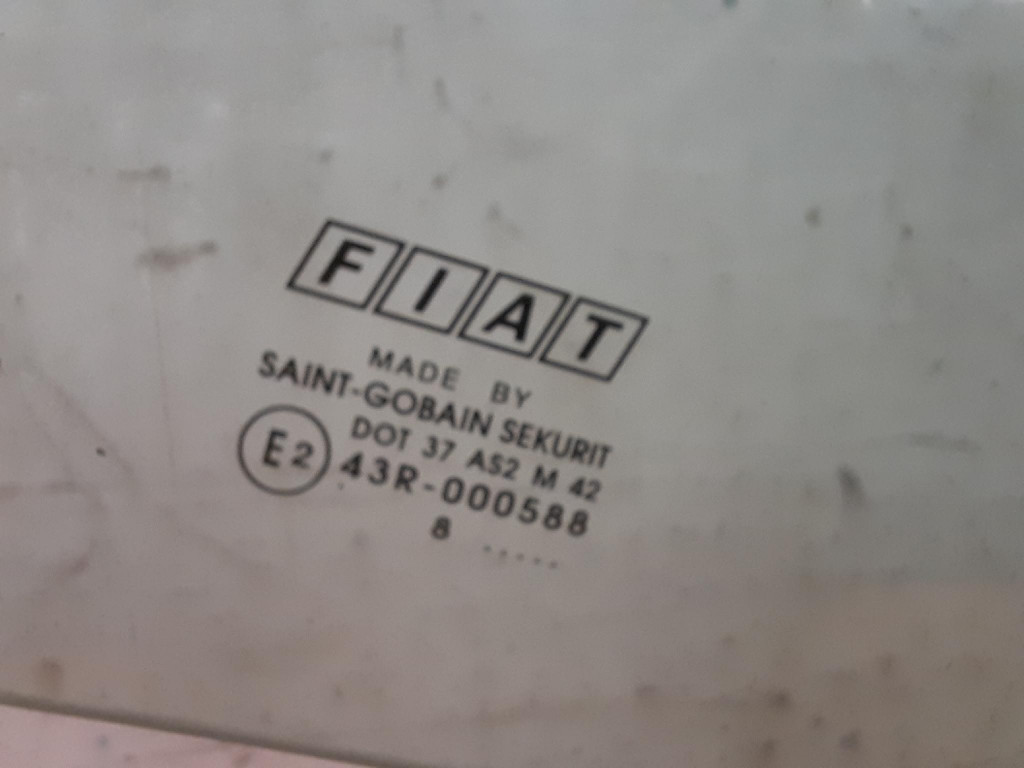 FIAT
MADE BY
SAINT-GOBAIN SEKURIT
DOT 37 AS2 M 42
E2 43R-000588
8 .....